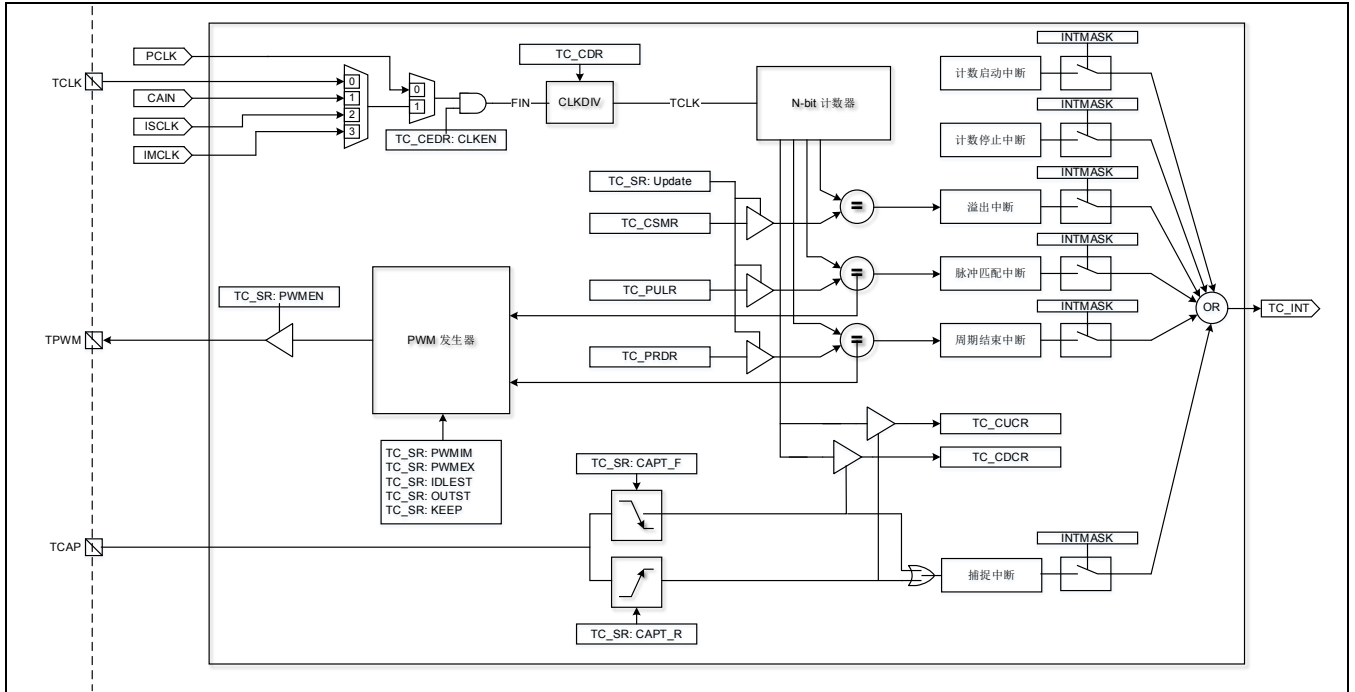 PCLK
TCLK
CAIN
ISCLK
IMCLK
0
1
2
3
0
1
TC_CEDR: CLKEN
FIN
TC_CDR
CLKDIV
TCLK
N-bit 计数器
INTMASK
计数启动中断
INTMASK
计数停止中断
TC_SR: Update
TC_CSMR
=
INTMASK
溢出中断
TC_PULR
=
INTMASK
脉冲匹配中断
TC_PRDR
=
INTMASK
周期结束中断
OR
TC_INT
TC_SR: PWMEN
TPWM
PWM 发生器
TC_SR: PWMIM
TC_SR: PWMEX
TC_SR: IDLEST
TC_SR: OUTST
TC_SR: KEEP
TC_CUCR
TC_CDCR
TC_SR: CAPT_F
TCAP
TC_SR: CAPT_R
INTMASK
捕捉中断